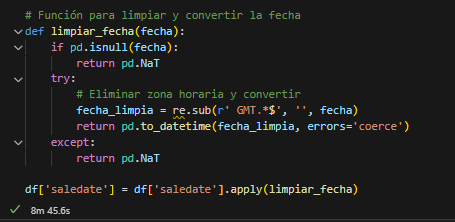 # Función para limpiar y convertir la fecha
def limpiar_fecha(fecha):
    if pd.isnull(fecha):
        return pd.NaT
    try:
        # Eliminar zona horaria y convertir
        fecha_limpia = re.sub(r' GMT.*$', '', fecha)
        return pd.to_datetime(fecha_limpia, errors='coerce')
    except:
        return pd.NaT

df['saledate'] = df['saledate'].apply(limpiar_fecha)
8m 45.6s